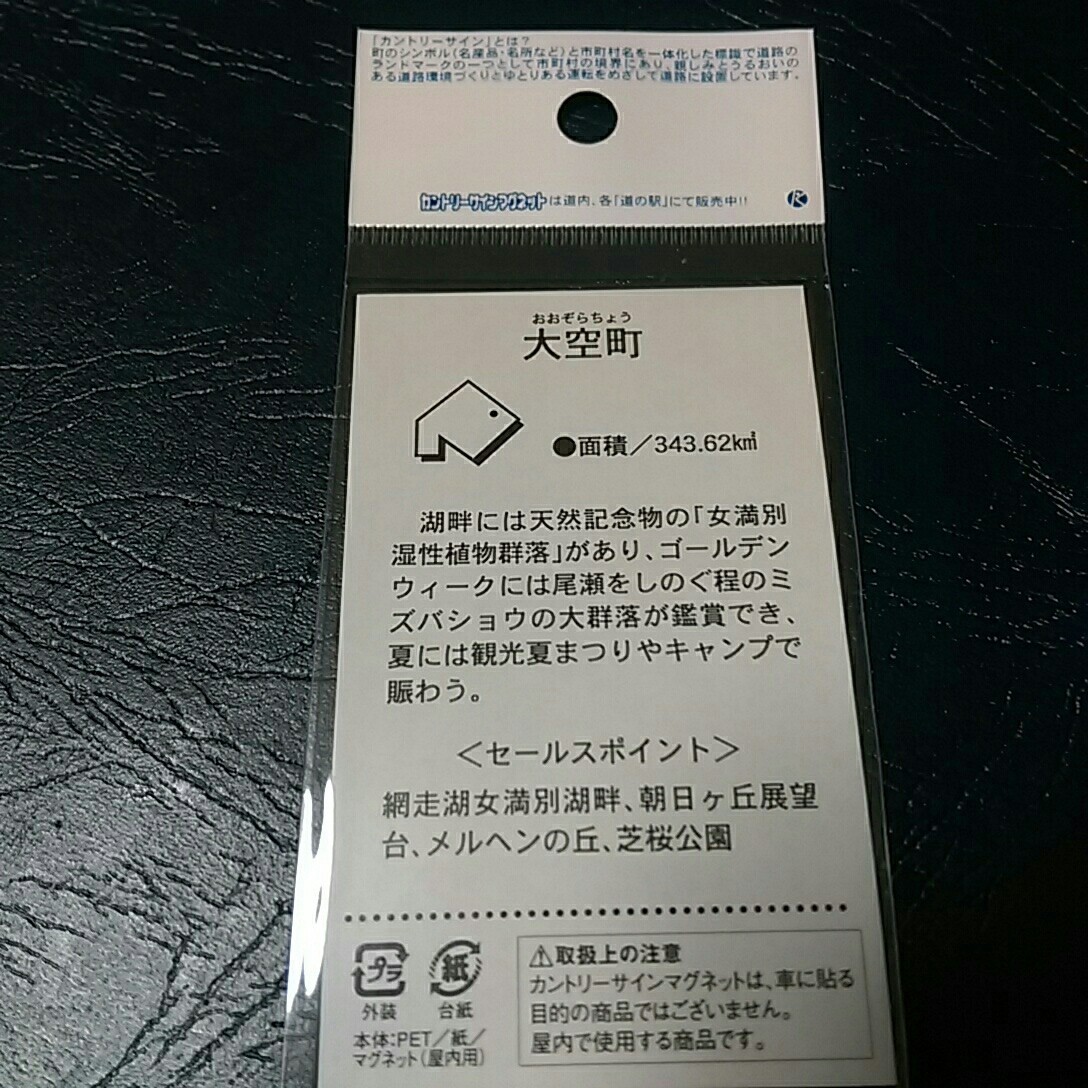 「カントリーサイン」とは?
町のシンボル(名産品・名所など)と市町村名を一体化した標識で道路の
ランドマークの一つとして市町村の境界にあり、親しみとうるおいの
ある道路環境づくりとゆとりある運転をめざして道路に設置しています。
カントリーサインマグネットは道内、各「道の駅」にて販売中!!
K
おおぞらちょう
大空町
●面積/343.62k㎡
湖畔には天然記念物の「女満別
湿性植物群落」があり、ゴールデン
ウィークには尾瀬をしのぐ程のミ
ズバショウの大群落が鑑賞でき、
夏には観光夏まつりやキャンプで
賑わう。
<セールスポイント>
網走湖女満別湖畔、朝日ヶ丘展望
台、メルヘンの丘、芝桜公園
プラ
外装
紙
台紙
本体:PET/紙/
マグネット(屋内用)
⚠取扱上の注意
カントリーサインマグネットは、車に貼る
目的の商品ではございません。
屋内で使用する商品です。